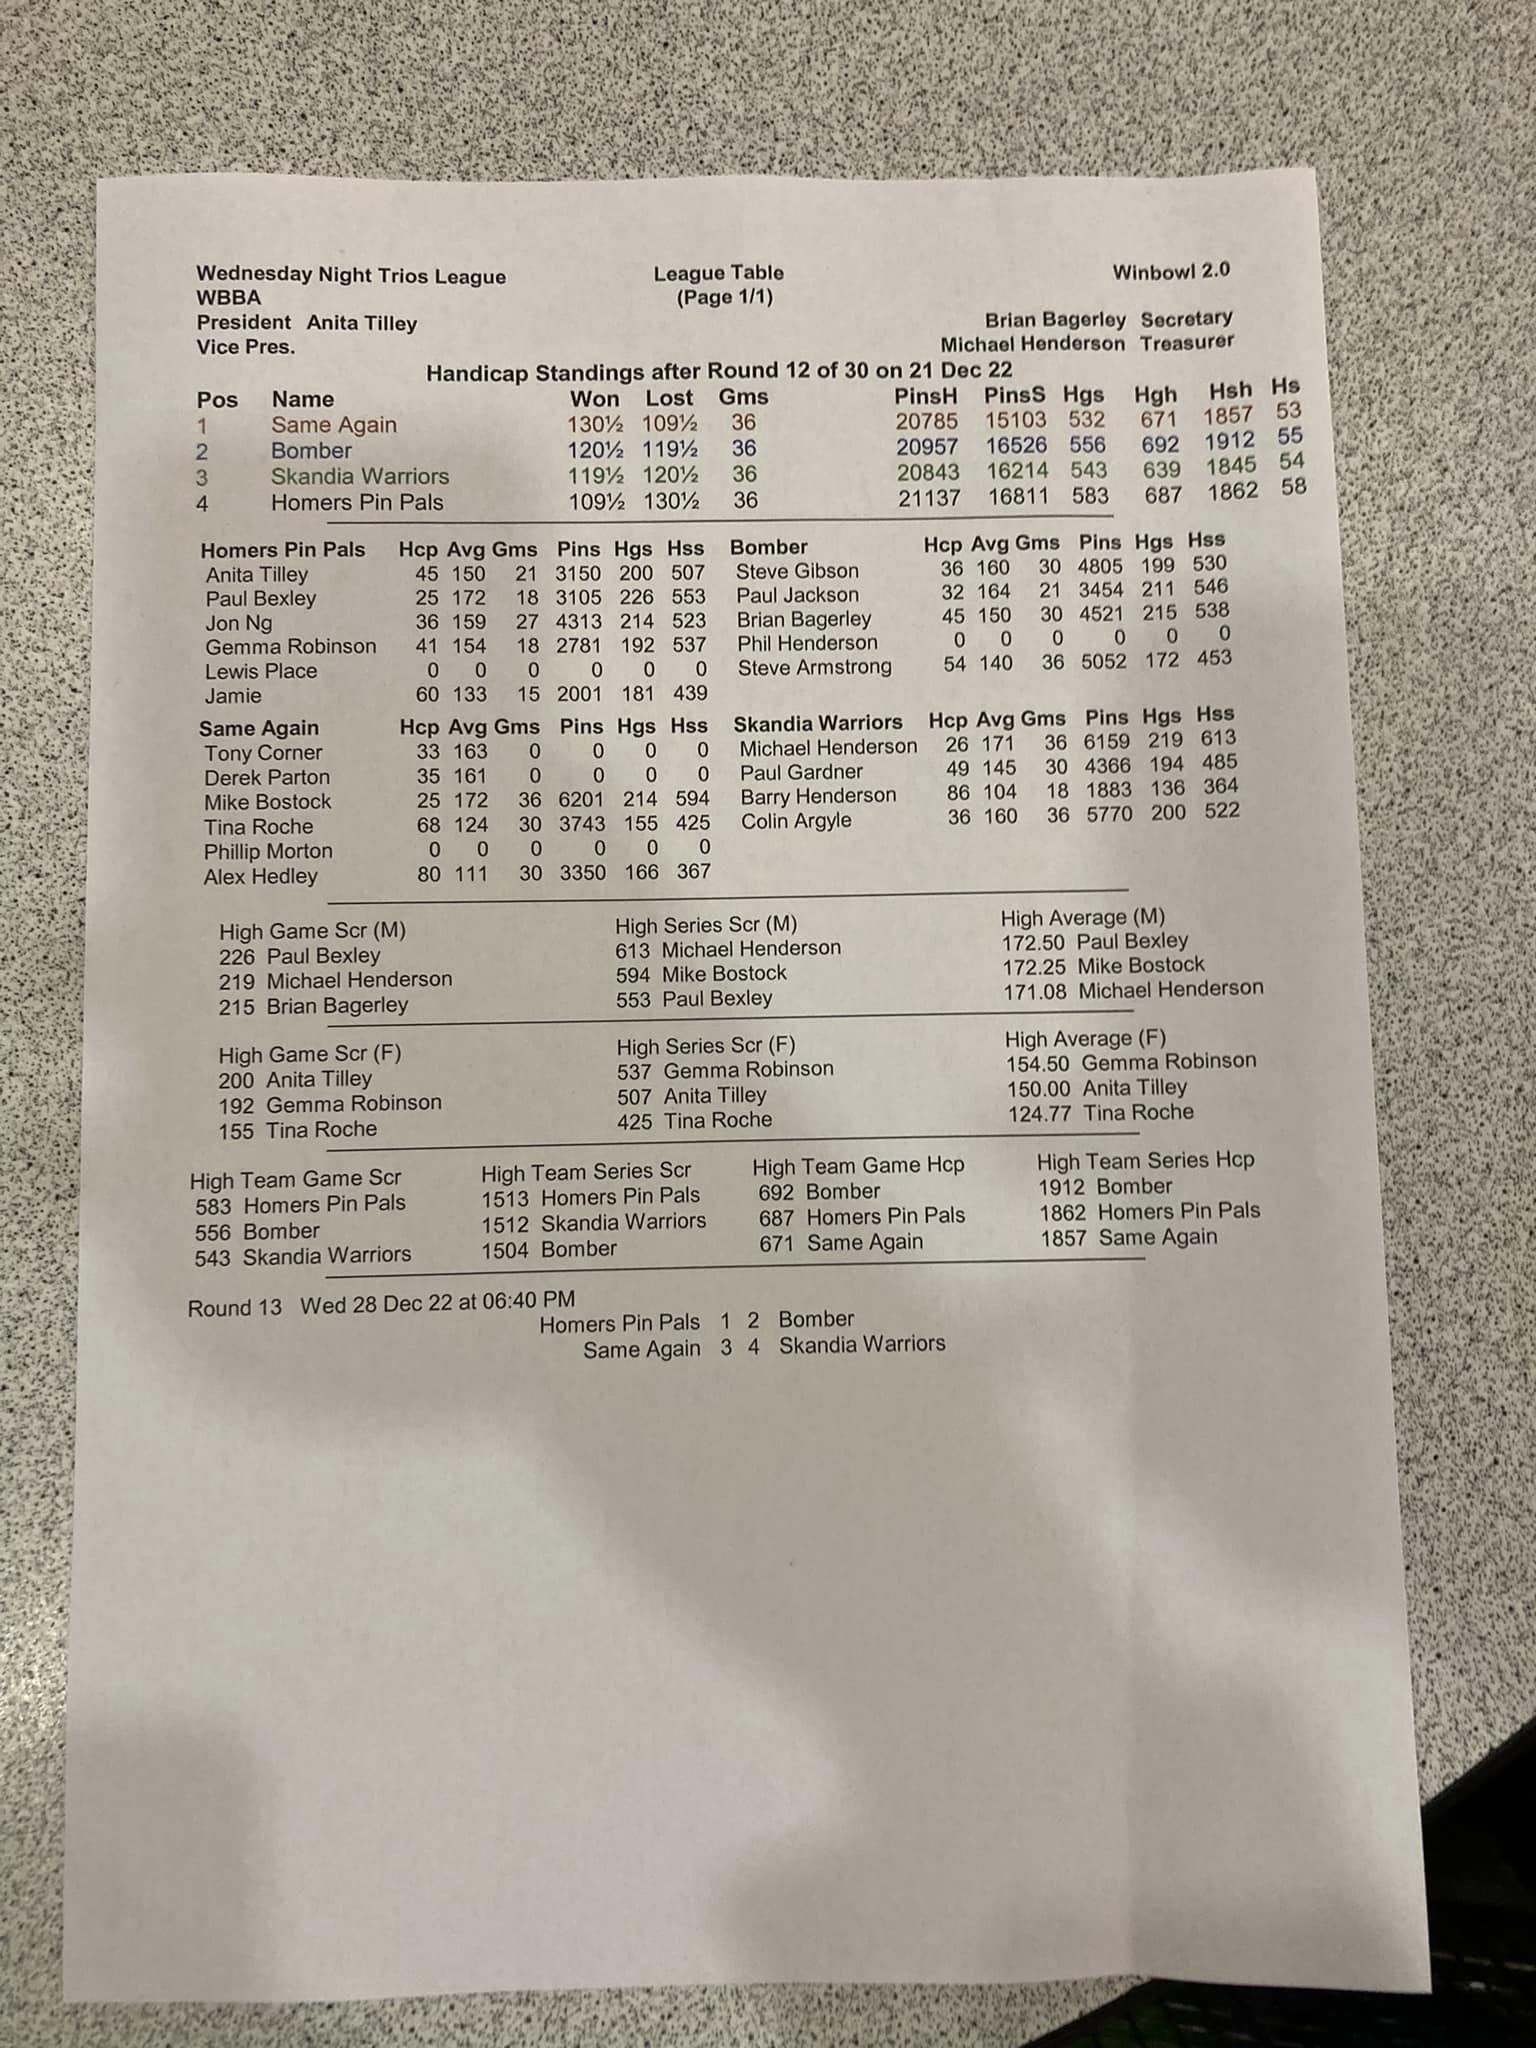 Wednesday Night Trios League League Table Winbowl 2.0
WBBA (Page 1/1)
President Anita Tilley Brian Bagerley Secretary
Vice Pres. Michael Henderson Treasurer
Handicap Standings after Round 12 of 30 on 21 Dec 22
Pos Name Won Lost Gms PinsH PinsS Hgs Hgh Hsh Hs
1 Same Again 130½ 109½ 36 20785 15103 532 671 1857 53
2 Bomber 120½ 119½ 36 20957 16526 556 692 1912 55
3 Skandia Warriors 119½ 120½ 36 20843 16214 543 639 1845 54
4 Homers Pin Pals 109½ 130½ 36 21137 16811 583 687 1862 58
Homers Pin Pals Hcp Avg Gms Pins Hgs Hss Bomber Hcp Avg Gms Pins Hgs Hss
Anita Tilley 45 150 21 3150 200 507 Steve Gibson 36 160 30 4805 199 530
Paul Bexley 25 172 18 3105 226 553 Paul Jackson 32 164 21 3454 211 546
Jon Ng 36 159 27 4313 214 523 Brian Bagerley 45 150 30 4521 215 538
Gemma Robinson 41 154 18 2781 192 537 Phil Henderson 0 0 0 0 0 0
Lewis Place 0 0 0 0 0 0 Steve Armstrong 54 140 36 5052 172 453
Jamie 60 133 15 2001 181 439
Same Again Hcp Avg Gms Pins Hgs Hss Skandia Warriors Hcp Avg Gms Pins Hgs Hss
Tony Corner 33 163 0 0 0 0 Michael Henderson 26 171 36 6159 219 613
Derek Parton 35 161 0 0 0 0 Paul Gardner 49 145 30 4366 194 485
Mike Bostock 25 172 36 6201 214 594 Barry Henderson 86 104 18 1883 136 364
Tina Roche 68 124 30 3743 155 425 Colin Argyle 36 160 36 5770 200 522
Phillip Morton 0 0 0 0 0 0
Alex Hedley 80 111 30 3350 166 367
High Game Scr (M) High Series Scr (M) High Average (M)
226 Paul Bexley 613 Michael Henderson 172.50 Paul Bexley
219 Michael Henderson 594 Mike Bostock 172.25 Mike Bostock
215 Brian Bagerley 553 Paul Bexley 171.08 Michael Henderson
High Game Scr (F) High Series Scr (F) High Average (F)
200 Anita Tilley 537 Gemma Robinson 154.50 Gemma Robinson
192 Gemma Robinson 507 Anita Tilley 150.00 Anita Tilley
155 Tina Roche 425 Tina Roche 124.77 Tina Roche
High Team Game Scr High Team Series Scr High Team Game Hcp High Team Series Hcp
583 Homers Pin Pals 1513 Homers Pin Pals 692 Bomber 1912 Bomber
556 Bomber 1512 Skandia Warriors 687 Homers Pin Pals 1862 Homers Pin Pals
543 Skandia Warriors 1504 Bomber 671 Same Again 1857 Same Again
Round 13 Wed 28 Dec 22 at 06:40 PM
Homers Pin Pals 1 2 Bomber
Same Again 3 4 Skandia Warriors